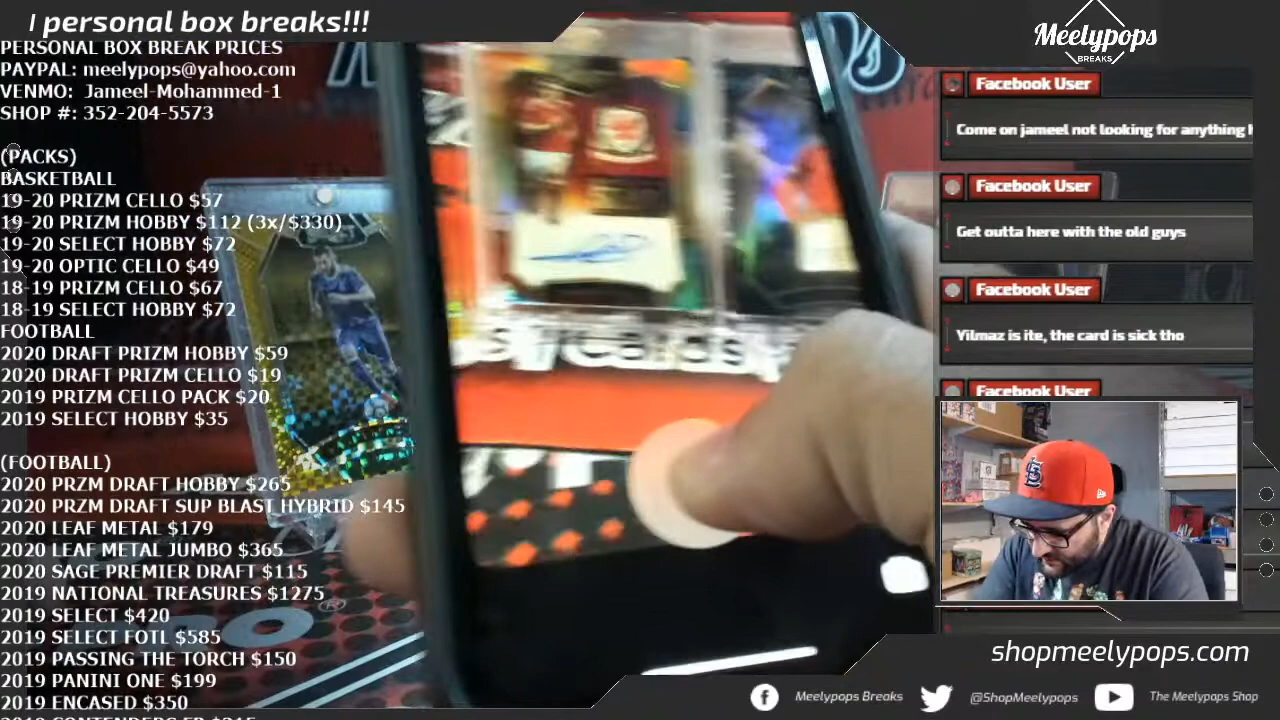 I personal box breaks!!!
PERSONAL BOX BREAK PRICES
PAYPAL: meelypops@yahoo.com
VENMO: Jameel-Mohammed-1
SHOP #: 352-204-5573
(PACKS)
BASKETBALL
19-20 PRIZM CELLO $57
19-20 PRIZM HOBBY $112 (3x/$330)
19-20 SELECT HOBBY $72
19-20 OPTIC CELLO $49
18-19 PRIZM CELLO $67
18-19 SELECT HOBBY $72
FOOTBALL
2020 DRAFT PRIZM HOBBY $59
2020 DRAFT PRIZM CELLO $19
2019 PRIZM CELLO PACK $20
2019 SELECT HOBBY $35
(FOOTBALL)
2020 PRZM DRAFT HOBBY $265
2020 PRZM DRAFT SUP BLAST HYBRID $145
2020 LEAF METAL $179
2020 LEAF METAL JUMBO $365
2020 SAGE PREMIER DRAFT $115
2019 NATIONAL TREASURES $1275
2019 SELECT $420
2019 SELECT FOTL $585
2019 PASSING THE TORCH $150
2019 PANINI ONE $199
2019 ENCASED $350
Meelypops
BREAKS
Facebook User
Come on jameel not looking for anything
Facebook User
Get outta here with the old guys
Facebook User
Yilmaz is ite, the card is sick tho
Facebook User
shopmeelypops.com
Meelypops Breaks
@ShopMeelypops
The Meelypops Shop